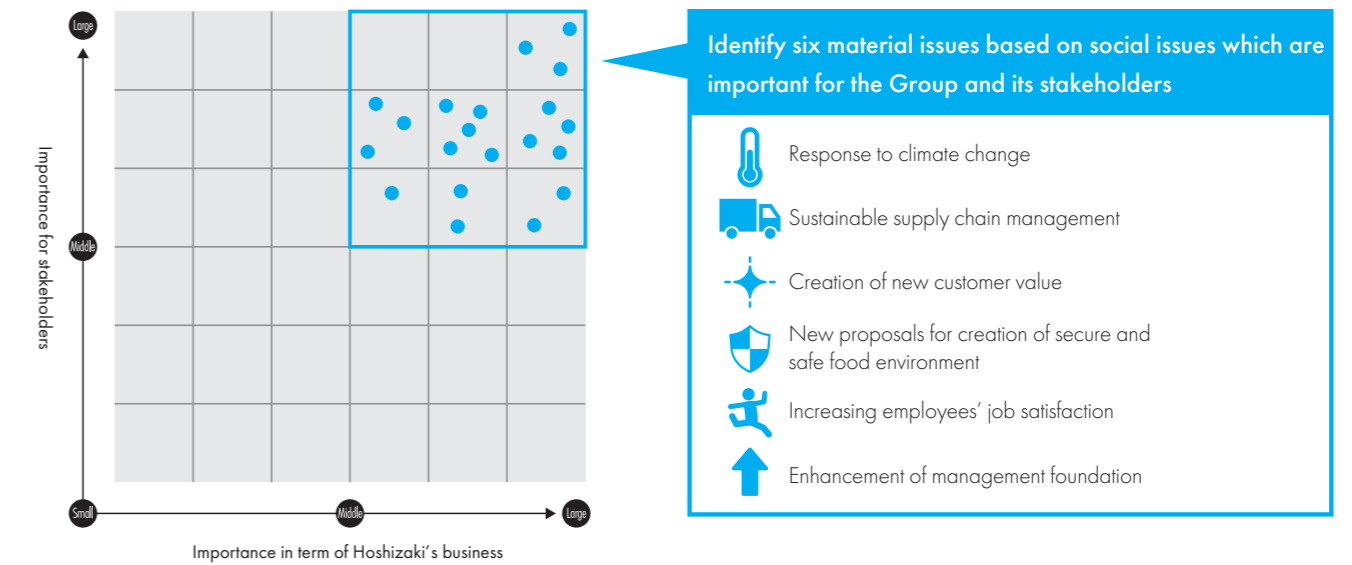 Large
Importance for stakeholders
Middle
Small
Middle
Large
Importance in term of Hoshizaki's business
Identify six material issues based on social issues which are
important for the Group and its stakeholders
Response to climate change
Sustainable supply chain management
Creation of new customer value
New proposals for creation of secure and
safe food environment
Increasing employees' job satisfaction
Enhancement of management foundation